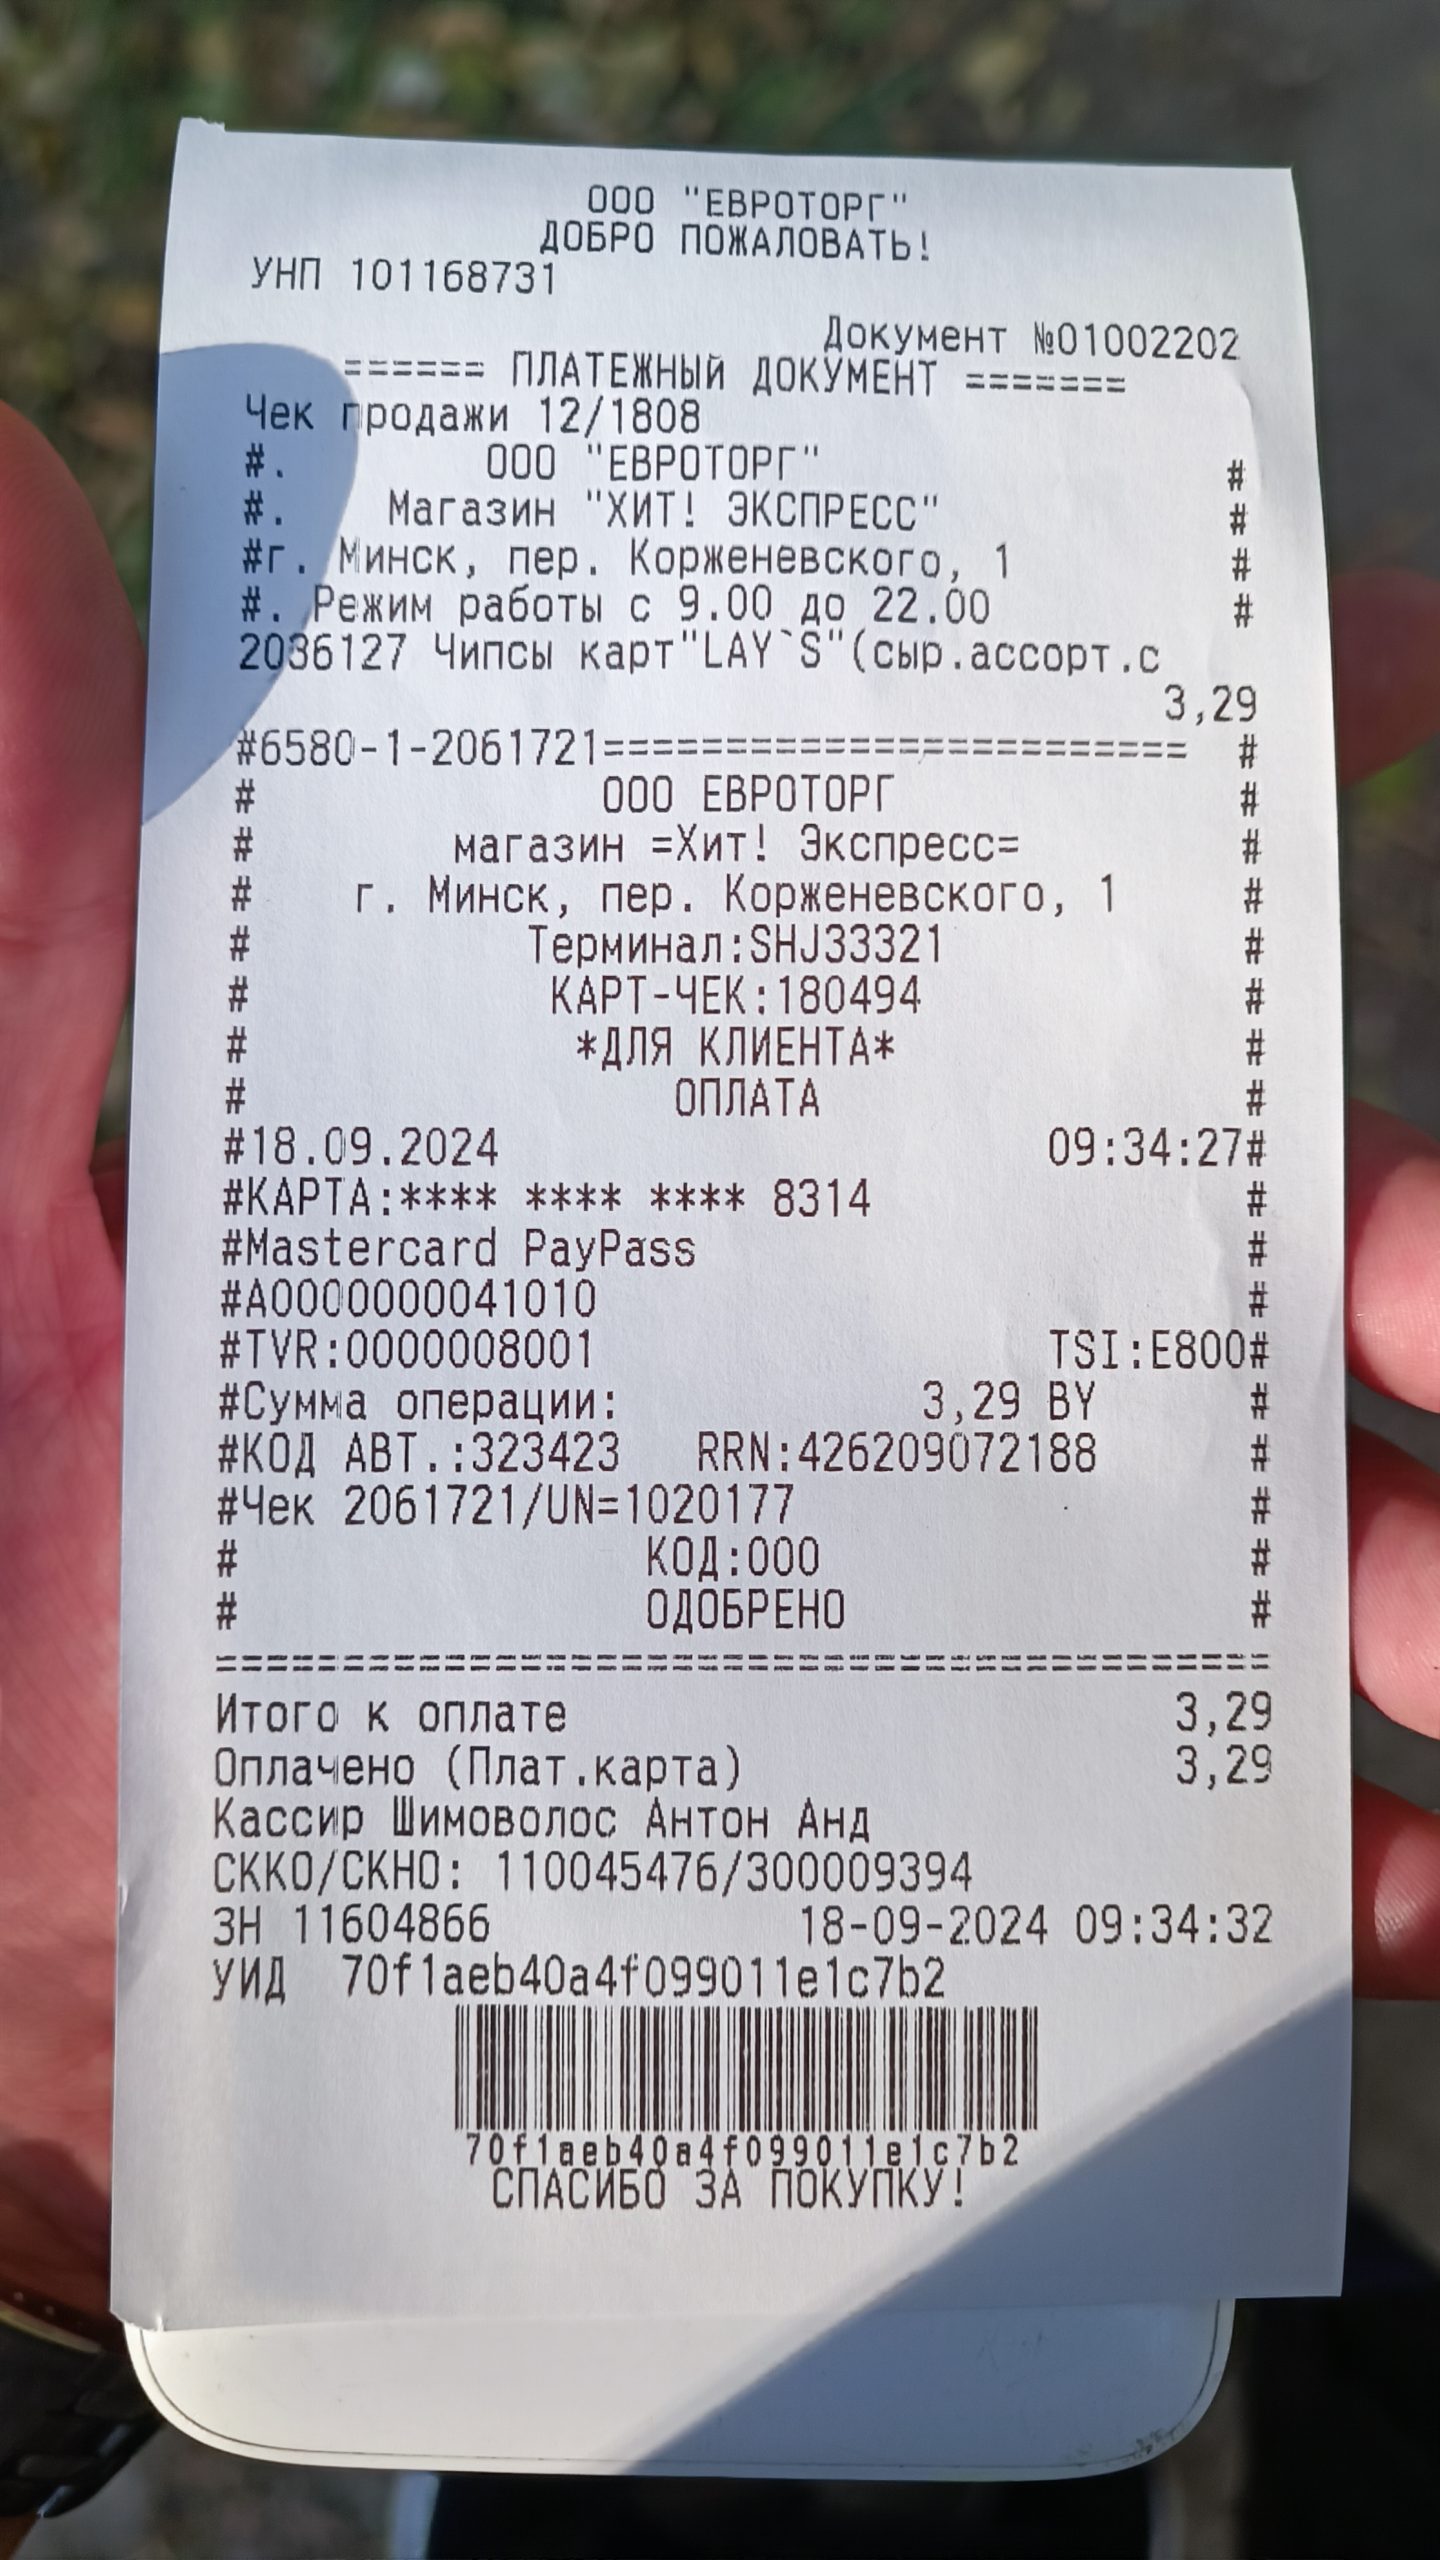 ООО "ЕВРОТОРГ"
ДОБРО ПОЖАЛОВАТЬ!
УНП 101168731
Документ №01002202
====== ПЛАТЕЖНЫЙ ДОКУМЕНТ =======
Чек продажи 12/1808
#. ООО "ЕВРОТОРГ" #
#. Магазин "ХИТ! ЭКСПРЕСС" #
#г. Минск, пер. Корженевского, 1 #
#. Режим работы с 9.00 до 22.00 #
2036127 Чипсы карт"LAY`S"(сыр.ассорт.с
3,29
#6580-1-2061721======================== #
# ООО ЕВРОТОРГ #
# магазин =Хит! Экспресс= #
# г. Минск, пер. Корженевского, 1 #
# Терминал:SHJ33321 #
# КАРТ-ЧЕК:180494 #
# *ДЛЯ КЛИЕНТА* #
# ОПЛАТА #
#18.09.2024 09:34:27#
#КАРТА:**** **** **** 8314 #
#Mastercard PayPass #
#A0000000041010 #
#TVR:0000008001 TSI:E800#
#Сумма операции: 3,29 BY #
#КОД АВТ.:323423 RRN:426209072188 #
#Чек 2061721/UN=1020177 #
# КОД:000 #
# ОДОБРЕНО #
==========================================
Итого к оплате 3,29
Оплачено (Плат.карта) 3,29
Кассир Шимоволос Антон Анд
СККО/СКНО: 110045476/300009394
ЗН 11604866 18-09-2024 09:34:32
УИД 70f1aeb40a4f099011e1c7b2
70f1aeb40a4f099011e1c7b2
СПАСИБО ЗА ПОКУПКУ!